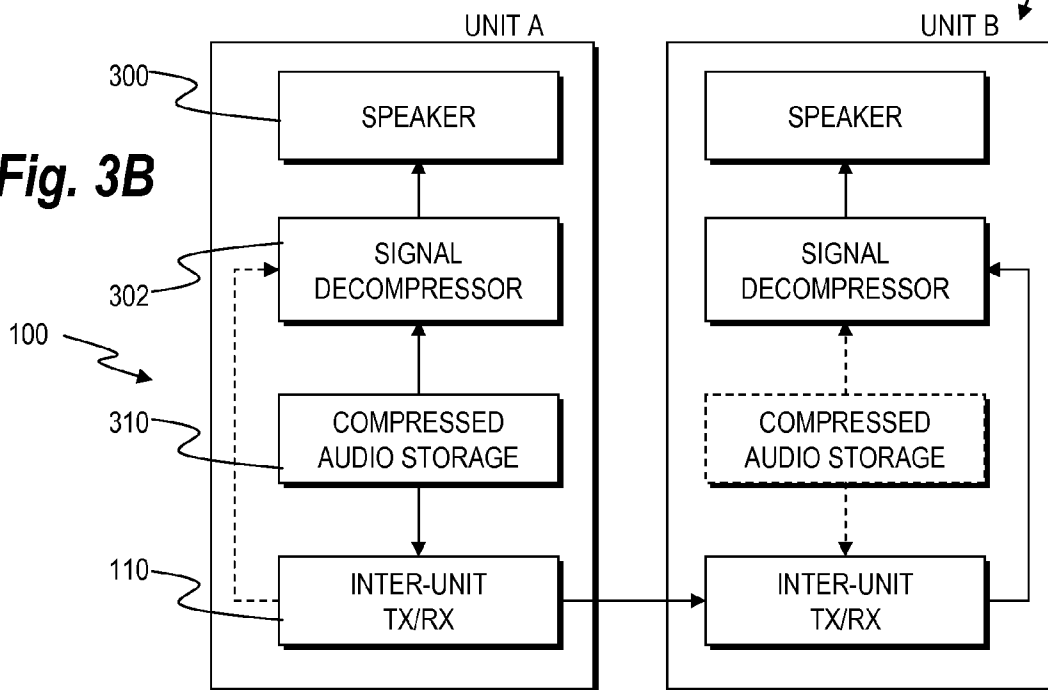 UNIT A
UNIT B
300
SPEAKER
SPEAKER
Fig. 3B
SIGNAL
DECOMPRESSOR
SIGNAL
DECOMPRESSOR
302
100
310
COMPRESSED
AUDIO STORAGE
COMPRESSED
AUDIO STORAGE
110
INTER-UNIT
TX/RX
INTER-UNIT
TX/RX